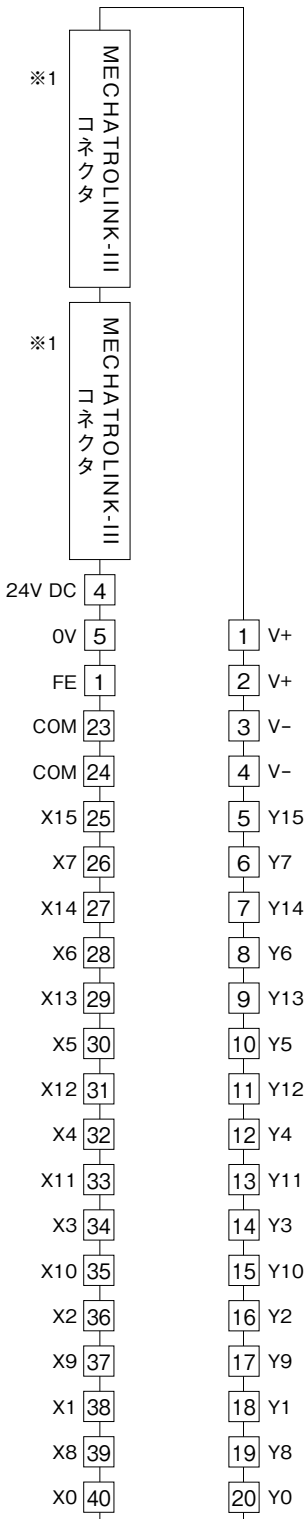 ※1
MECHATROLINK-III
コネクタ
※1
MECHATROLINK-III
コネクタ
24V DC 4
0V 5 1 V+
FE 1 2 V+
COM 23 3 V-
COM 24 4 V-
X15 25 5 Y15
X7 26 6 Y7
X14 27 7 Y14
X6 28 8 Y6
X13 29 9 Y13
X5 30 10 Y5
X12 31 11 Y12
X4 32 12 Y4
X11 33 13 Y11
X3 34 14 Y3
X10 35 15 Y10
X2 36 16 Y2
X9 37 17 Y9
X1 38 18 Y1
X8 39 19 Y8
X0 40 20 Y0